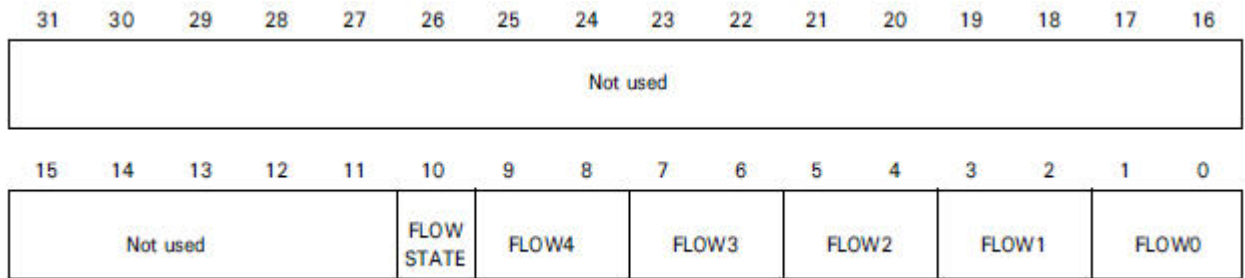 31 30 29 28 27 26 25 24 23 22 21 20 19 18 17 16
Not used
15 14 13 12 11 10 9 8 7 6 5 4 3 2 1 0
Not used FLOW STATE FLOW4 FLOW3 FLOW2 FLOW1 FLOW0